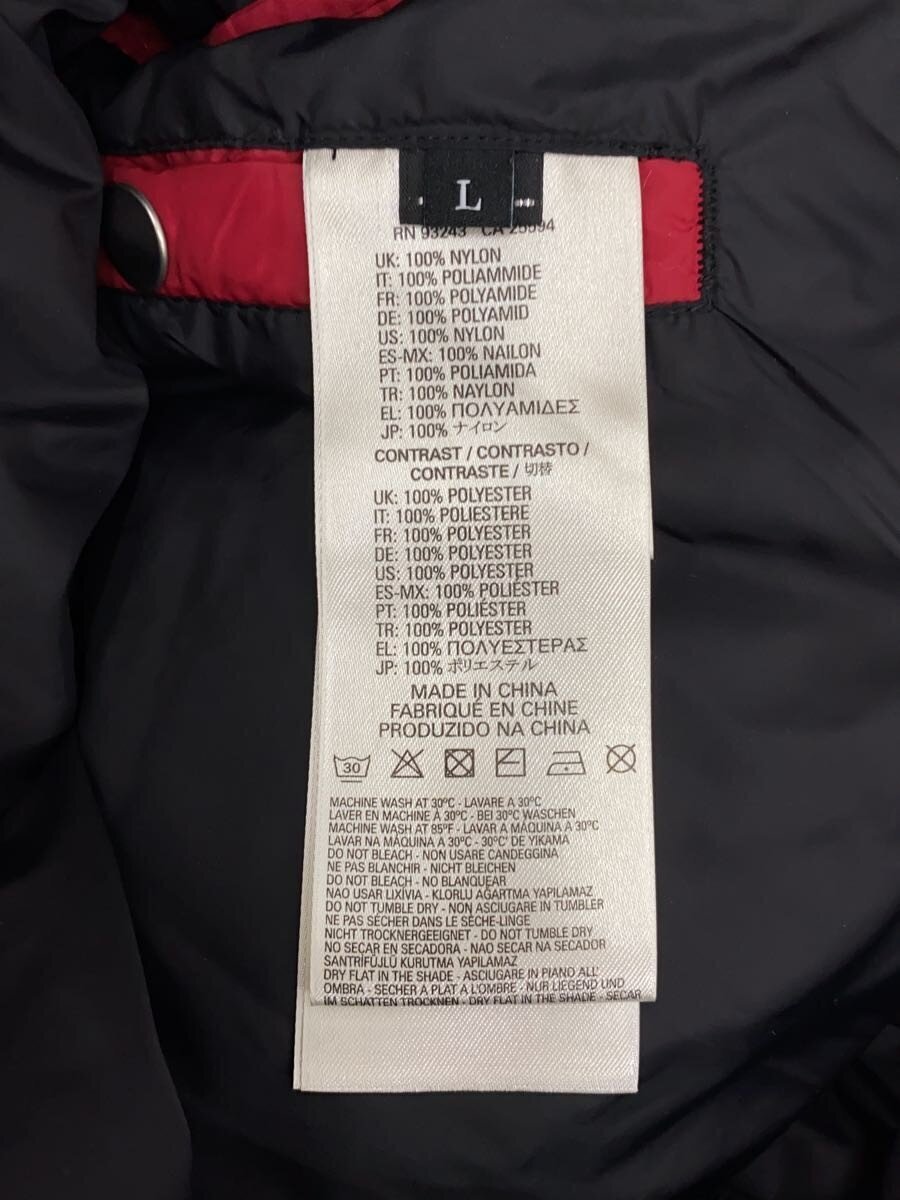 L
RN 93243 CA 25594
UK: 100% NYLON
IT: 100% POLIAMMIDE
FR: 100% POLYAMIDE
DE: 100% POLYAMID
US: 100% NYLON
ES-MX: 100% NAILON
PT: 100% POLIAMIDA
TR: 100% NAYLON
EL: 100% ΠΟΛΥΑΜΙΔΕΣ
JP: 100% ナイロン
CONTRAST / CONTRASTO /
CONTRASTE / 切替
UK: 100% POLYESTER
IT: 100% POLIESTERE
FR: 100% POLYESTER
DE: 100% POLYESTER
US: 100% POLYESTER
ES-MX: 100% POLIÉSTER
PT: 100% POLIÉSTER
TR: 100% POLYESTER
EL: 100% ΠΟΛΥΕΣΤΕΡΑΣ
JP: 100% ポリエステル
MADE IN CHINA
FABRIQUÉ EN CHINE
PRODUZIDO NA CHINA
30
MACHINE WASH AT 30ºC - LAVARE A 30ºC
LAVER EN MACHINE À 30ºC - BEI 30ºC WASCHEN
MACHINE WASH AT 85ºF - LAVAR A MÁQUINA A 30ºC
LAVAR NA MÁQUINA A 30ºC - 30ºC' DE YIKAMA
DO NOT BLEACH - NON USARE CANDEGGINA
NE PAS BLANCHIR - NICHT BLEICHEN
DO NOT BLEACH - NO BLANQUEAR
NAO USAR LIXÍVIA - KLORLU AĞARTMA YAPILAMAZ
DO NOT TUMBLE DRY - NON ASCIUGARE IN TUMBLER
NE PAS SÉCHER DANS LE SÈCHE-LINGE
NICHT TROCKNERGEEIGNET - DO NOT TUMBLE DRY
NO SECAR EN SECADORA - NAO SECAR NA SECADOR
SANTRİFÜJLÜ KURUTMA YAPILAMAZ
DRY FLAT IN THE SHADE - ASCIUGARE IN PIANO ALL'
OMBRA - SECHER A PLAT A L'OMBRE - NUR LIEGEND UND
IM SCHATTEN TROCKNEN - DRY FLAT IN THE SHADE - SECAR